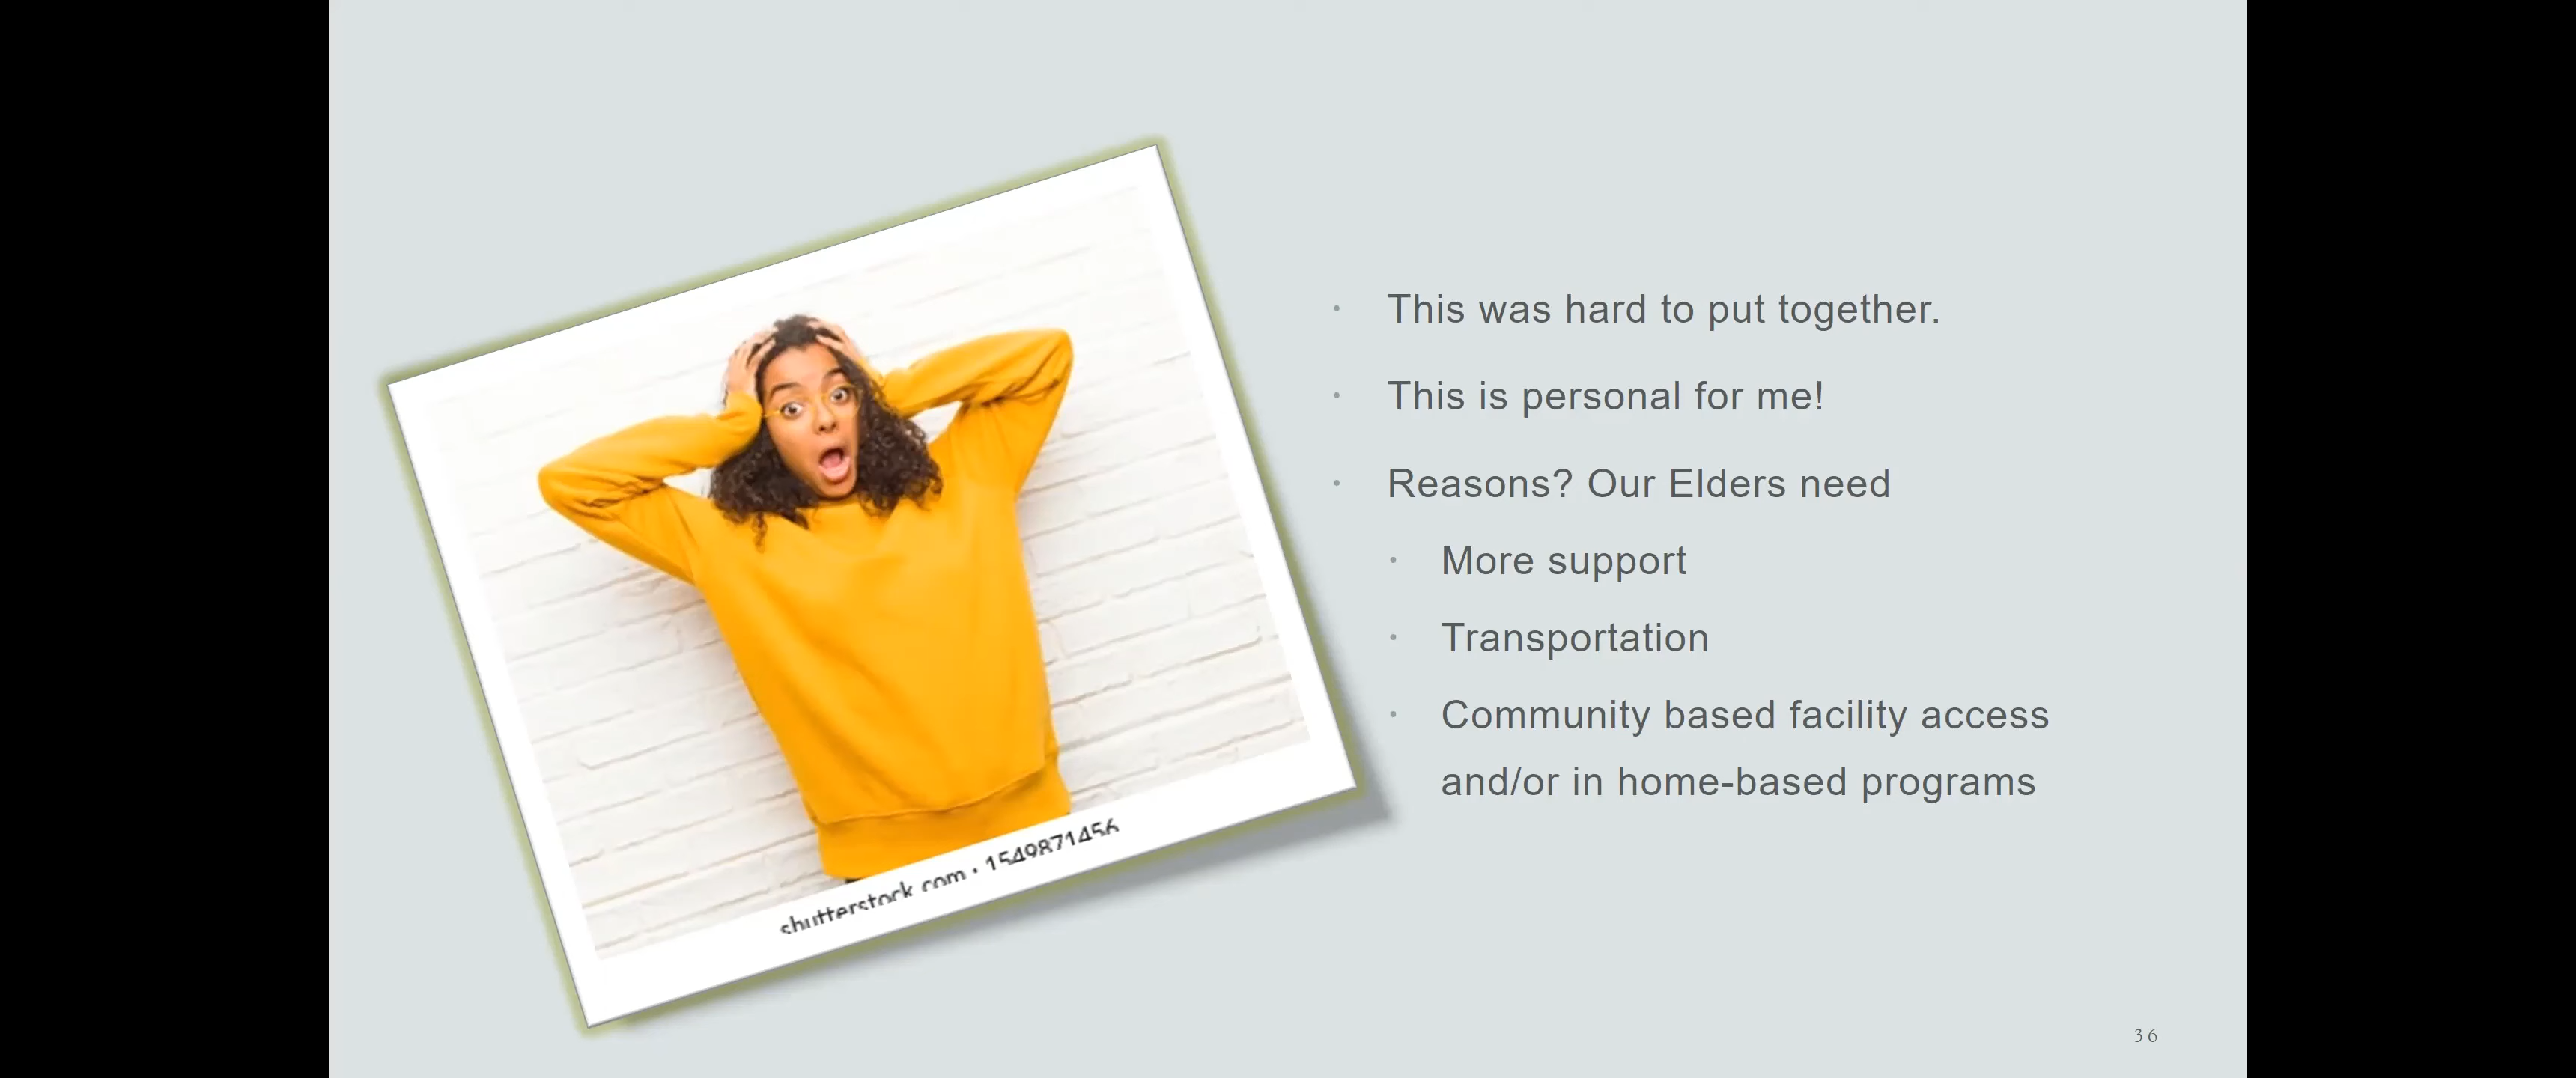 This was hard to put together.
This is personal for me!
Reasons? Our Elders need
More support
Transportation
Community based facility access
and/or in home-based programs
shutterstock.com · 1549871456
36